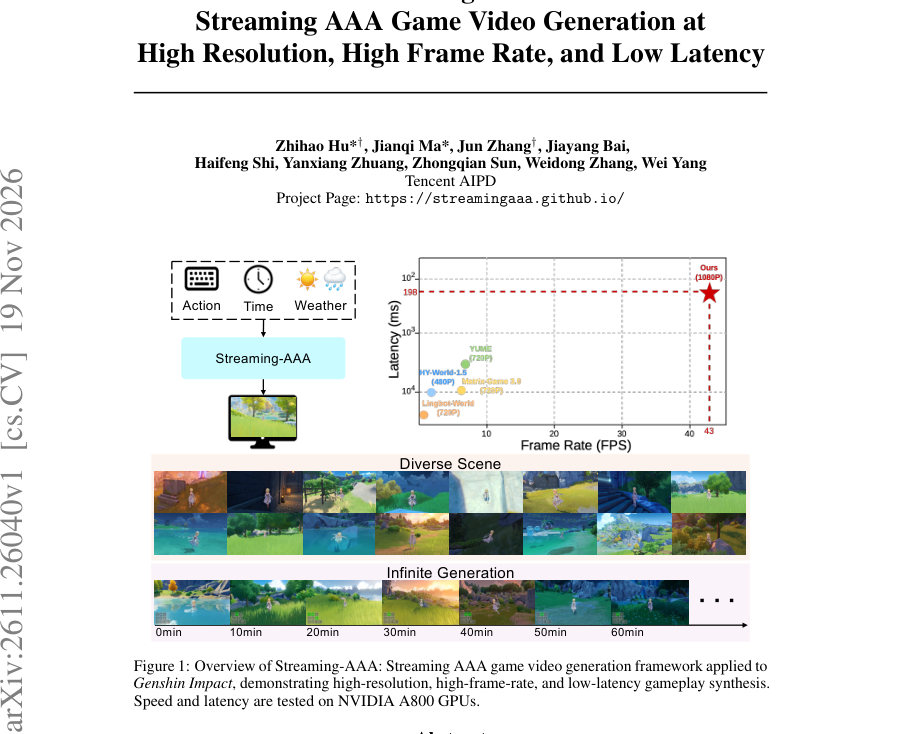 Streaming AAA Game Video Generation at
High Resolution, High Frame Rate, and Low Latency
Zhihao Hu*†, Jianqi Ma*, Jun Zhang†, Jiayang Bai,
Haifeng Shi, Yanxiang Zhuang, Zhongqian Sun, Weidong Zhang, Wei Yang
Tencent AIPD
Project Page: https://streamingaaa.github.io/
arXiv:2611.26040v1 [cs.CV] 19 Nov 2026
Action
Time
Weather
Streaming-AAA
Latency (ms)
10²
198
10³
10⁴
Ours
(1080P)
YUME
(720P)
HY-World-1.5
(480P)
(720P)
Lingbot-World
(720P)
10
20
30
40
43
Frame Rate (FPS)
Diverse Scene
Infinite Generation
0min
10min
20min
30min
40min
50min
60min
. . .
Figure 1: Overview of Streaming-AAA: Streaming AAA game video generation framework applied to
Genshin Impact, demonstrating high-resolution, high-frame-rate, and low-latency gameplay synthesis.
Speed and latency are tested on NVIDIA A800 GPUs.